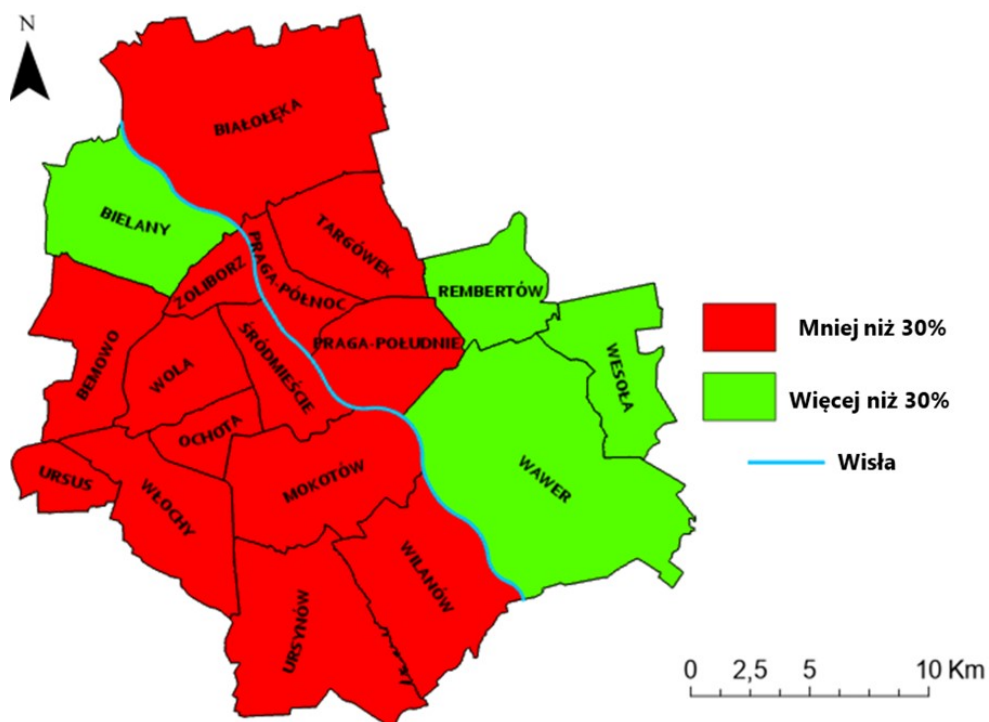 N
BIAŁOŁĘKA
BIELANY
TARGÓWEK
PRAGA-PÓŁNOC
ŻOLIBORZ
REMBERTÓW
BEMOWO
WOLA
ŚRÓDMIEŚCIE
PRAGA-POŁUDNIE
WESOŁA
OCHOTA
URSUS
WŁOCHY
MOKOTÓW
WAWER
WILANÓW
URSYNÓW
Mniej niż 30%
Więcej niż 30%
Wisła
0 2,5 5 10 Km